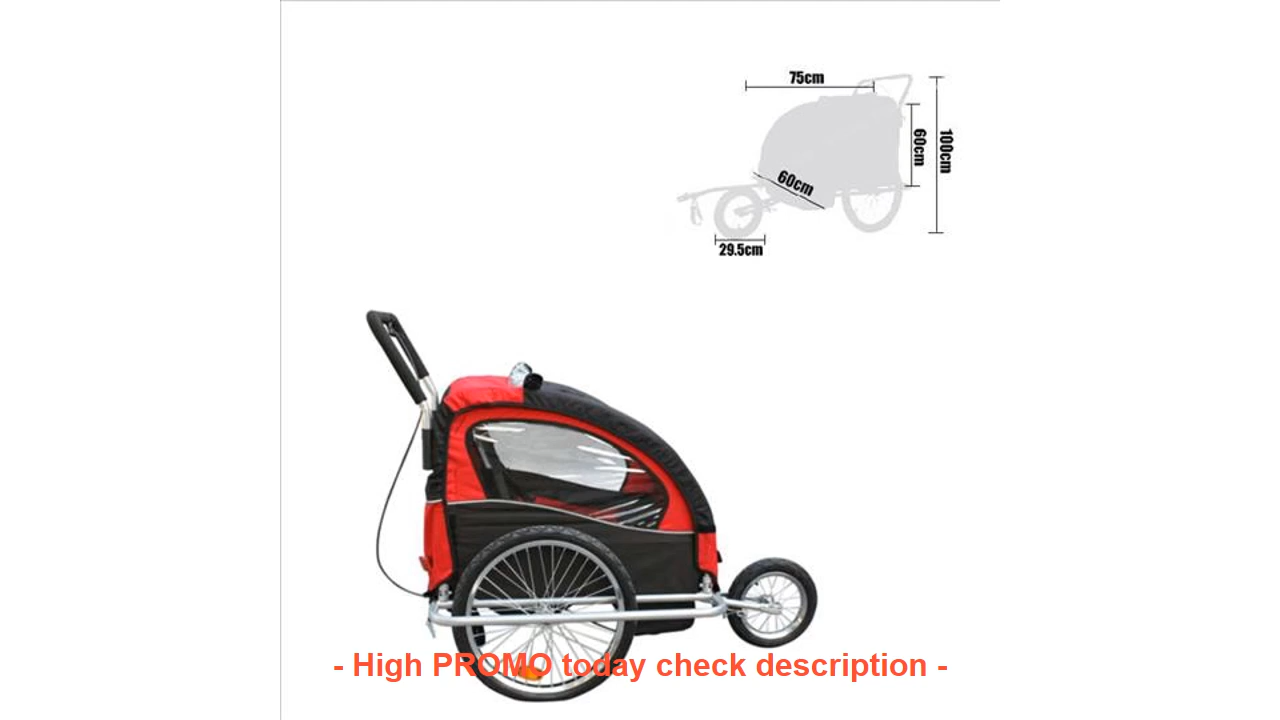 75cm
60cm
100cm
60cm
29.5cm
- High PROMO today check description -